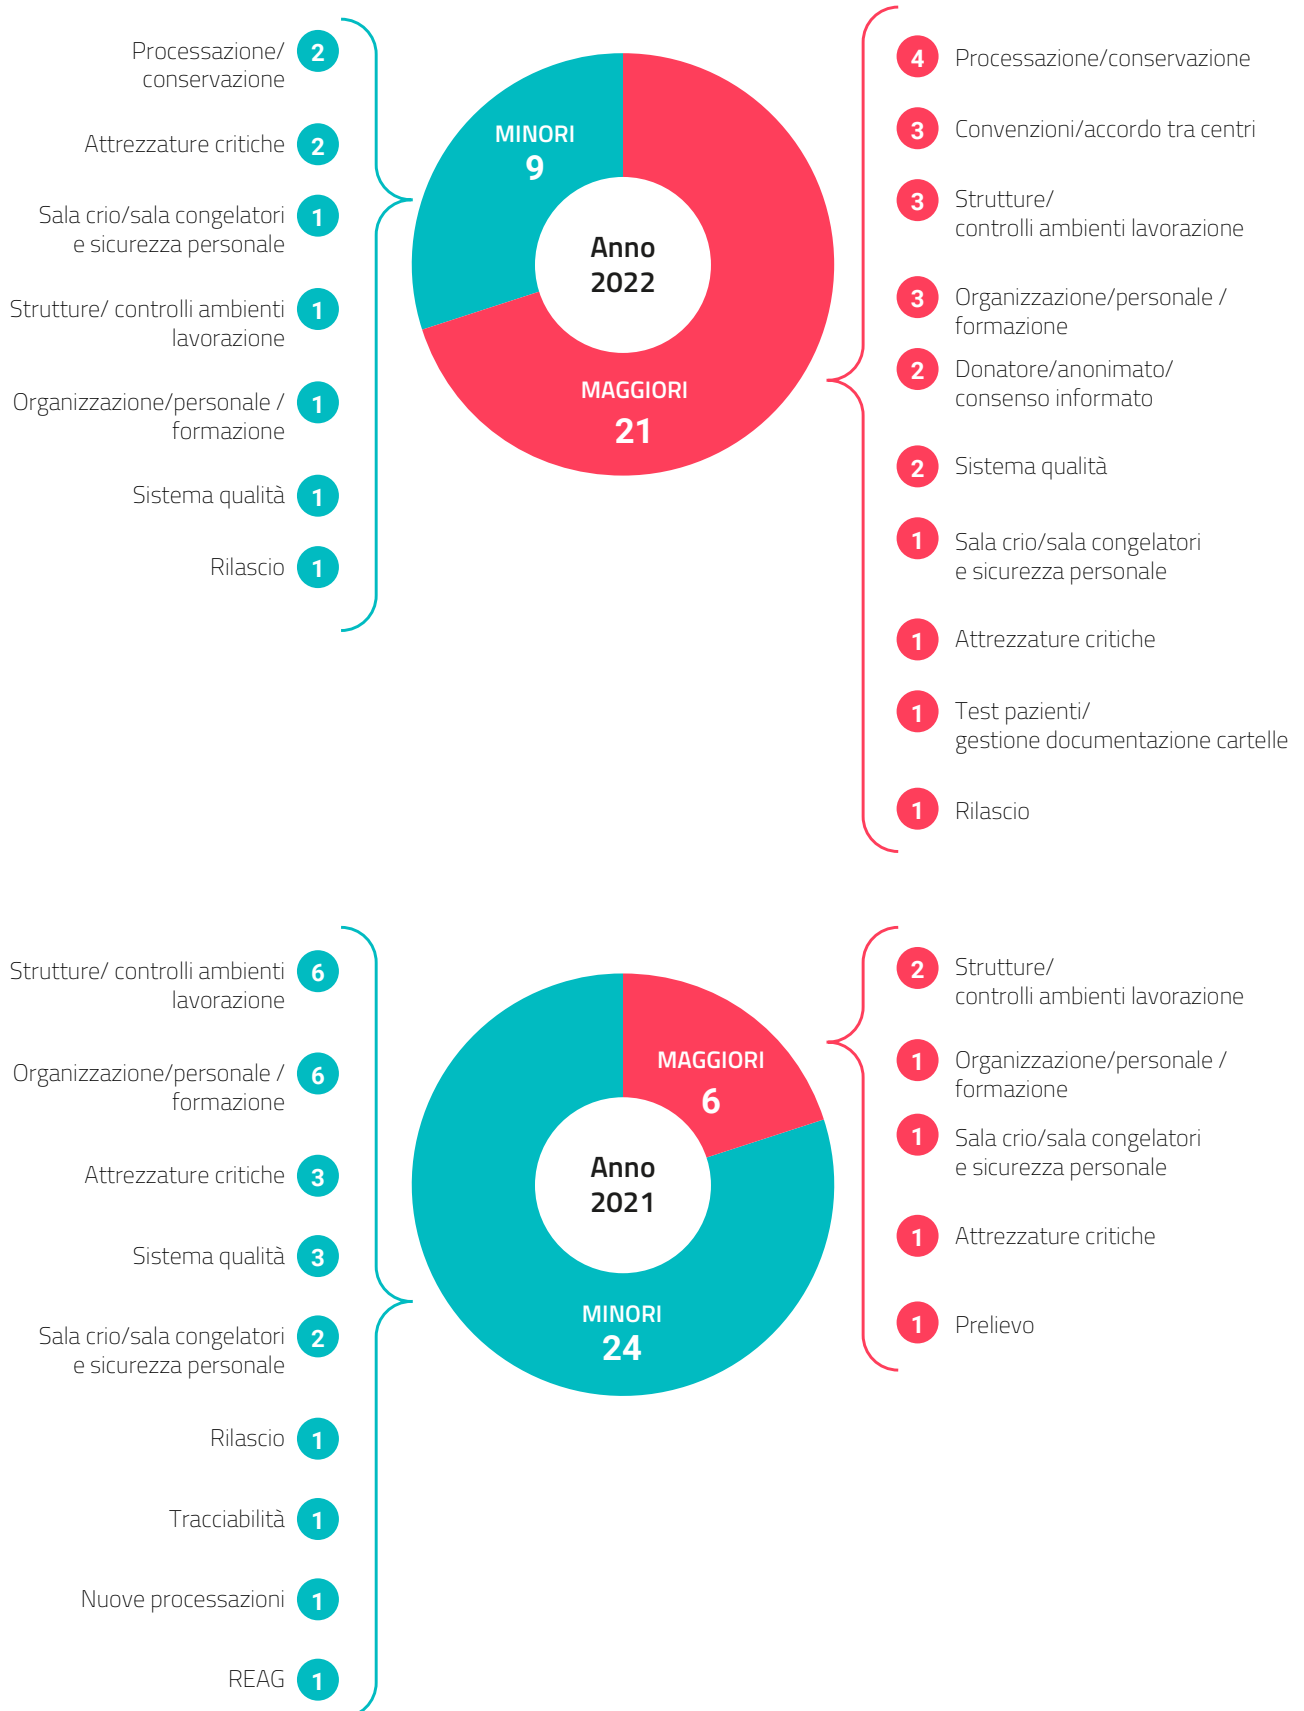 Processazione/
conservazione
2
Attrezzature critiche
2
Sala crio/sala congelatori
e sicurezza personale
1
Strutture/ controlli ambienti
lavorazione
1
Organizzazione/personale /
formazione
1
Sistema qualità
1
Rilascio
1
MINORI
9
Anno
2022
MAGGIORI
21
4
Processazione/conservazione
3
Convenzioni/accordo tra centri
3
Strutture/
controlli ambienti lavorazione
3
Organizzazione/personale /
formazione
2
Donatore/anonimato/
consenso informato
2
Sistema qualità
1
Sala crio/sala congelatori
e sicurezza personale
1
Attrezzature critiche
1
Test pazienti/
gestione documentazione cartelle
1
Rilascio
Strutture/ controlli ambienti
lavorazione
6
Organizzazione/personale /
formazione
6
Attrezzature critiche
3
Sistema qualità
3
Sala crio/sala congelatori
e sicurezza personale
2
Rilascio
1
Tracciabilità
1
Nuove processazioni
1
REAG
1
MAGGIORI
6
Anno
2021
MINORI
24
2
Strutture/
controlli ambienti lavorazione
1
Organizzazione/personale /
formazione
1
Sala crio/sala congelatori
e sicurezza personale
1
Attrezzature critiche
1
Prelievo